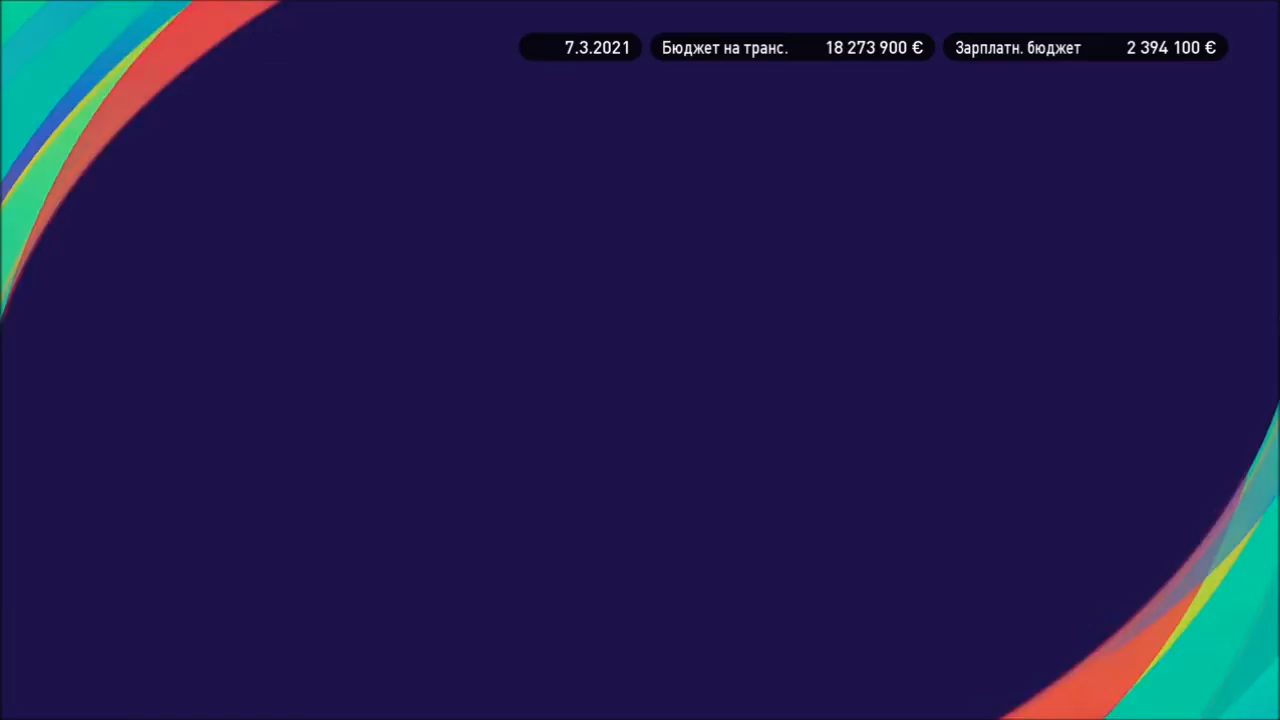 7.3.2021 Бюджет на транс. 18 273 900 € Зарплатн. бюджет 2 394 100 €